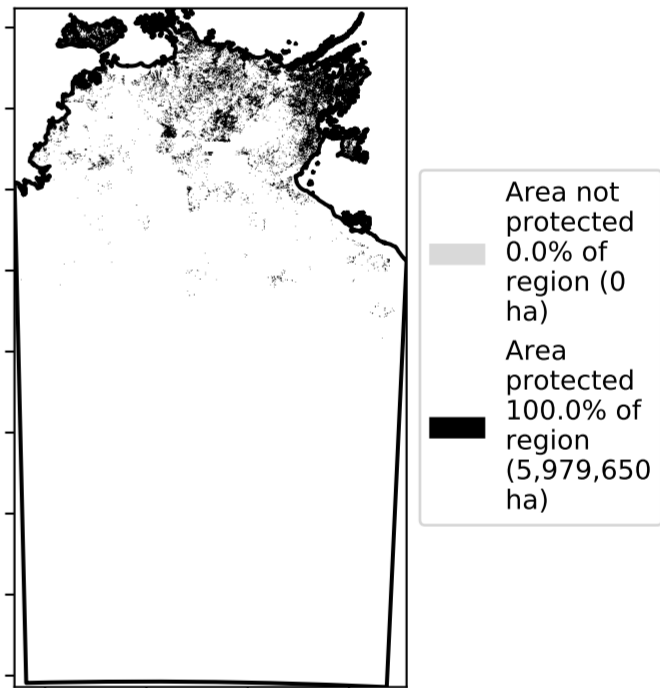 Area not
protected
0.0% of
region (0
ha)
Area
protected
100.0% of
region
(5,979,650
ha)